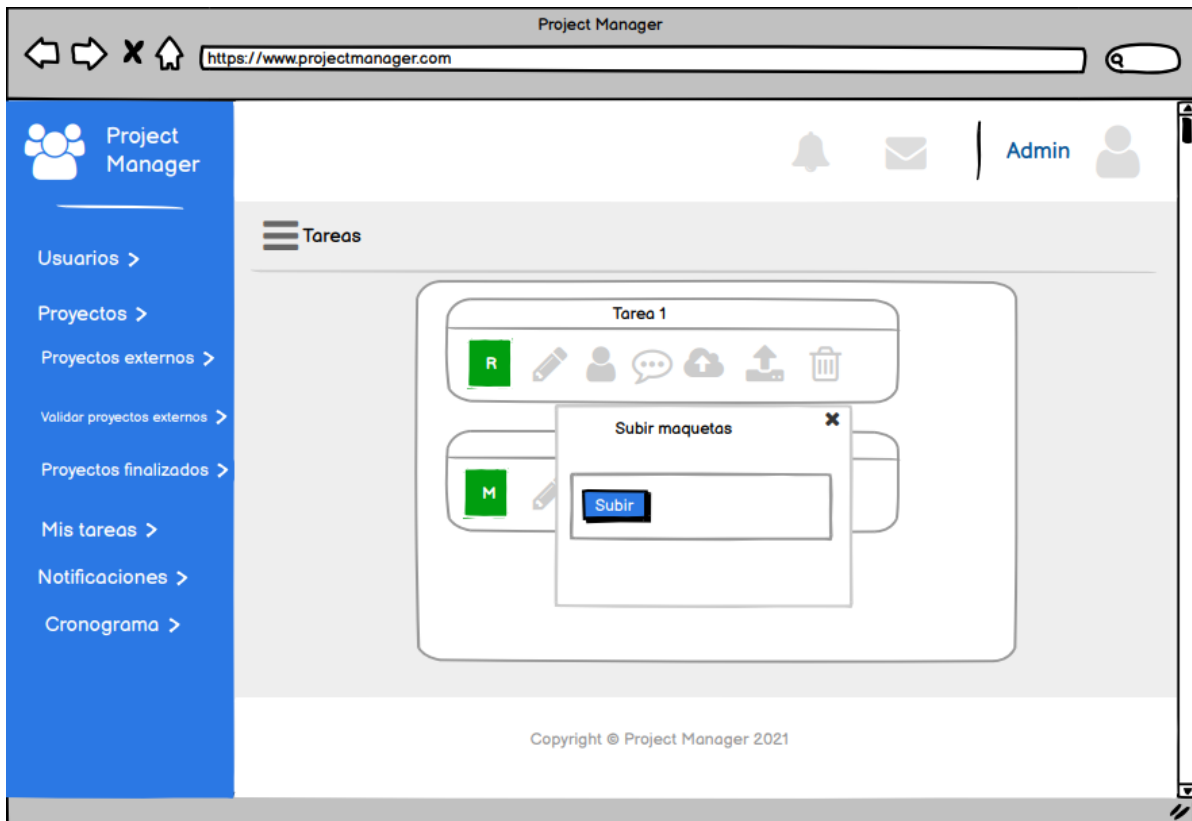 Project Manager
https://www.projectmanager.com
Project
Manager
Admin
Usuarios >
Proyectos >
Proyectos externos >
Validar proyectos externos >
Proyectos finalizados >
Mis tareas >
Notificaciones >
Cronograma >
Tareas
Tarea 1
R
Subir maquetas
M
Subir
Copyright © Project Manager 2021